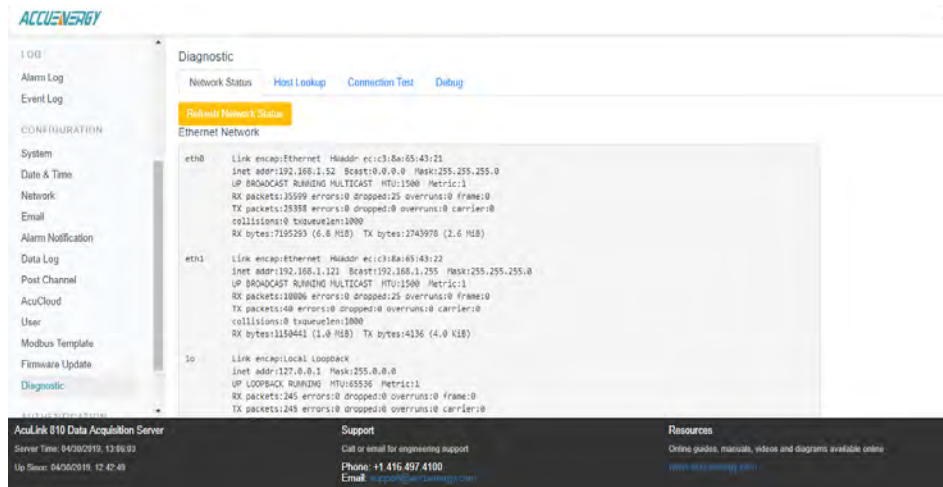 ACCUENERGY
LOG
Alarm Log
Event Log
CONFIGURATION
System
Date & Time
Network
Email
Alarm Notification
Data Log
Post Channel
AcuCloud
User
Modbus Template
Firmware Update
Diagnostic
AUTHENTICATION
Diagnostic
Network Status Host Lookup Connection Test Debug
Refresh Network Status
Ethernet Network
eth0 Link encap:Ethernet HWaddr ec:c3:8a:65:43:21
inet addr:192.168.1.52 Bcast:0.0.0.0 Mask:255.255.255.0
UP BROADCAST RUNNING MULTICAST MTU:1500 Metric:1
RX packets:35599 errors:0 dropped:25 overruns:0 frame:0
TX packets:25358 errors:0 dropped:0 overruns:0 carrier:0
collisions:0 txqueuelen:1000
RX bytes:7195293 (6.8 MiB) TX bytes:2743978 (2.6 MiB)
eth1 Link encap:Ethernet HWaddr ec:c3:8a:65:43:22
inet addr:192.168.1.121 Bcast:192.168.1.255 Mask:255.255.255.0
UP BROADCAST RUNNING MULTICAST MTU:1500 Metric:1
RX packets:10806 errors:0 dropped:25 overruns:0 frame:0
TX packets:40 errors:0 dropped:0 overruns:0 carrier:0
collisions:0 txqueuelen:1000
RX bytes:1150441 (1.0 MiB) TX bytes:4136 (4.0 KiB)
lo Link encap:Local Loopback
inet addr:127.0.0.1 Mask:255.0.0.0
UP LOOPBACK RUNNING MTU:65536 Metric:1
RX packets:245 errors:0 dropped:0 overruns:0 frame:0
TX packets:245 errors:0 dropped:0 overruns:0 carrier:0
AcuLink 810 Data Acquisition Server
Server Time: 04/30/2019, 13:06:03
Up Since: 04/30/2019, 12:42:49
Support
Call or email for engineering support
Phone: +1 416 497 4100
Email: support@accuenergy.com
Resources
Online guides, manuals, videos and diagrams available online
www.accuenergy.com